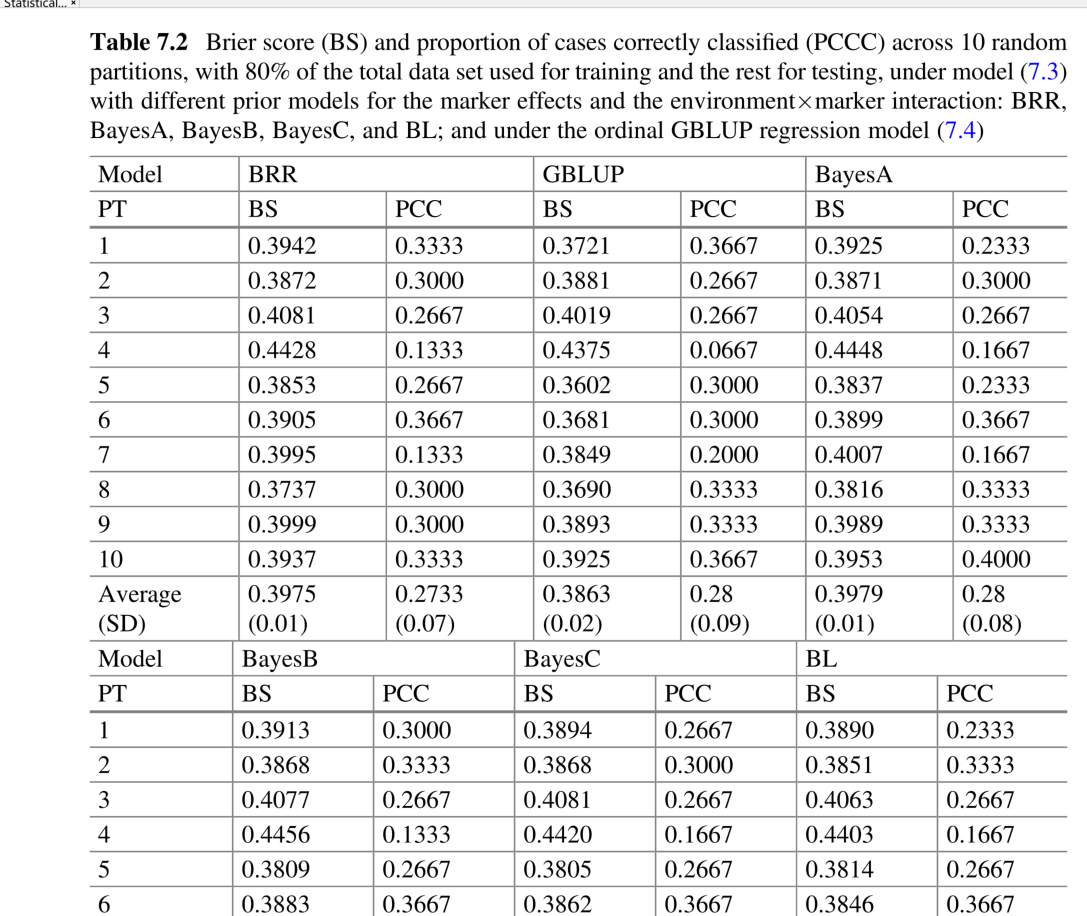 Statistical... ×
Table 7.2 Brier score (BS) and proportion of cases correctly classified (PCCC) across 10 random
partitions, with 80% of the total data set used for training and the rest for testing, under model (7.3)
with different prior models for the marker effects and the environment×marker interaction: BRR,
BayesA, BayesB, BayesC, and BL; and under the ordinal GBLUP regression model (7.4)
Model BRR GBLUP BayesA
PT BS PCC BS PCC BS PCC
1 0.3942 0.3333 0.3721 0.3667 0.3925 0.2333
2 0.3872 0.3000 0.3881 0.2667 0.3871 0.3000
3 0.4081 0.2667 0.4019 0.2667 0.4054 0.2667
4 0.4428 0.1333 0.4375 0.0667 0.4448 0.1667
5 0.3853 0.2667 0.3602 0.3000 0.3837 0.2333
6 0.3905 0.3667 0.3681 0.3000 0.3899 0.3667
7 0.3995 0.1333 0.3849 0.2000 0.4007 0.1667
8 0.3737 0.3000 0.3690 0.3333 0.3816 0.3333
9 0.3999 0.3000 0.3893 0.3333 0.3989 0.3333
10 0.3937 0.3333 0.3925 0.3667 0.3953 0.4000
Average 0.3975 0.2733 0.3863 0.28 0.3979 0.28
(SD) (0.01) (0.07) (0.02) (0.09) (0.01) (0.08)
Model BayesB BayesC BL
PT BS PCC BS PCC BS PCC
1 0.3913 0.3000 0.3894 0.2667 0.3890 0.2333
2 0.3868 0.3333 0.3868 0.3000 0.3851 0.3333
3 0.4077 0.2667 0.4081 0.2667 0.4063 0.2667
4 0.4456 0.1333 0.4420 0.1667 0.4403 0.1667
5 0.3809 0.2667 0.3805 0.2667 0.3814 0.2667
6 0.3883 0.3667 0.3862 0.3667 0.3846 0.3667